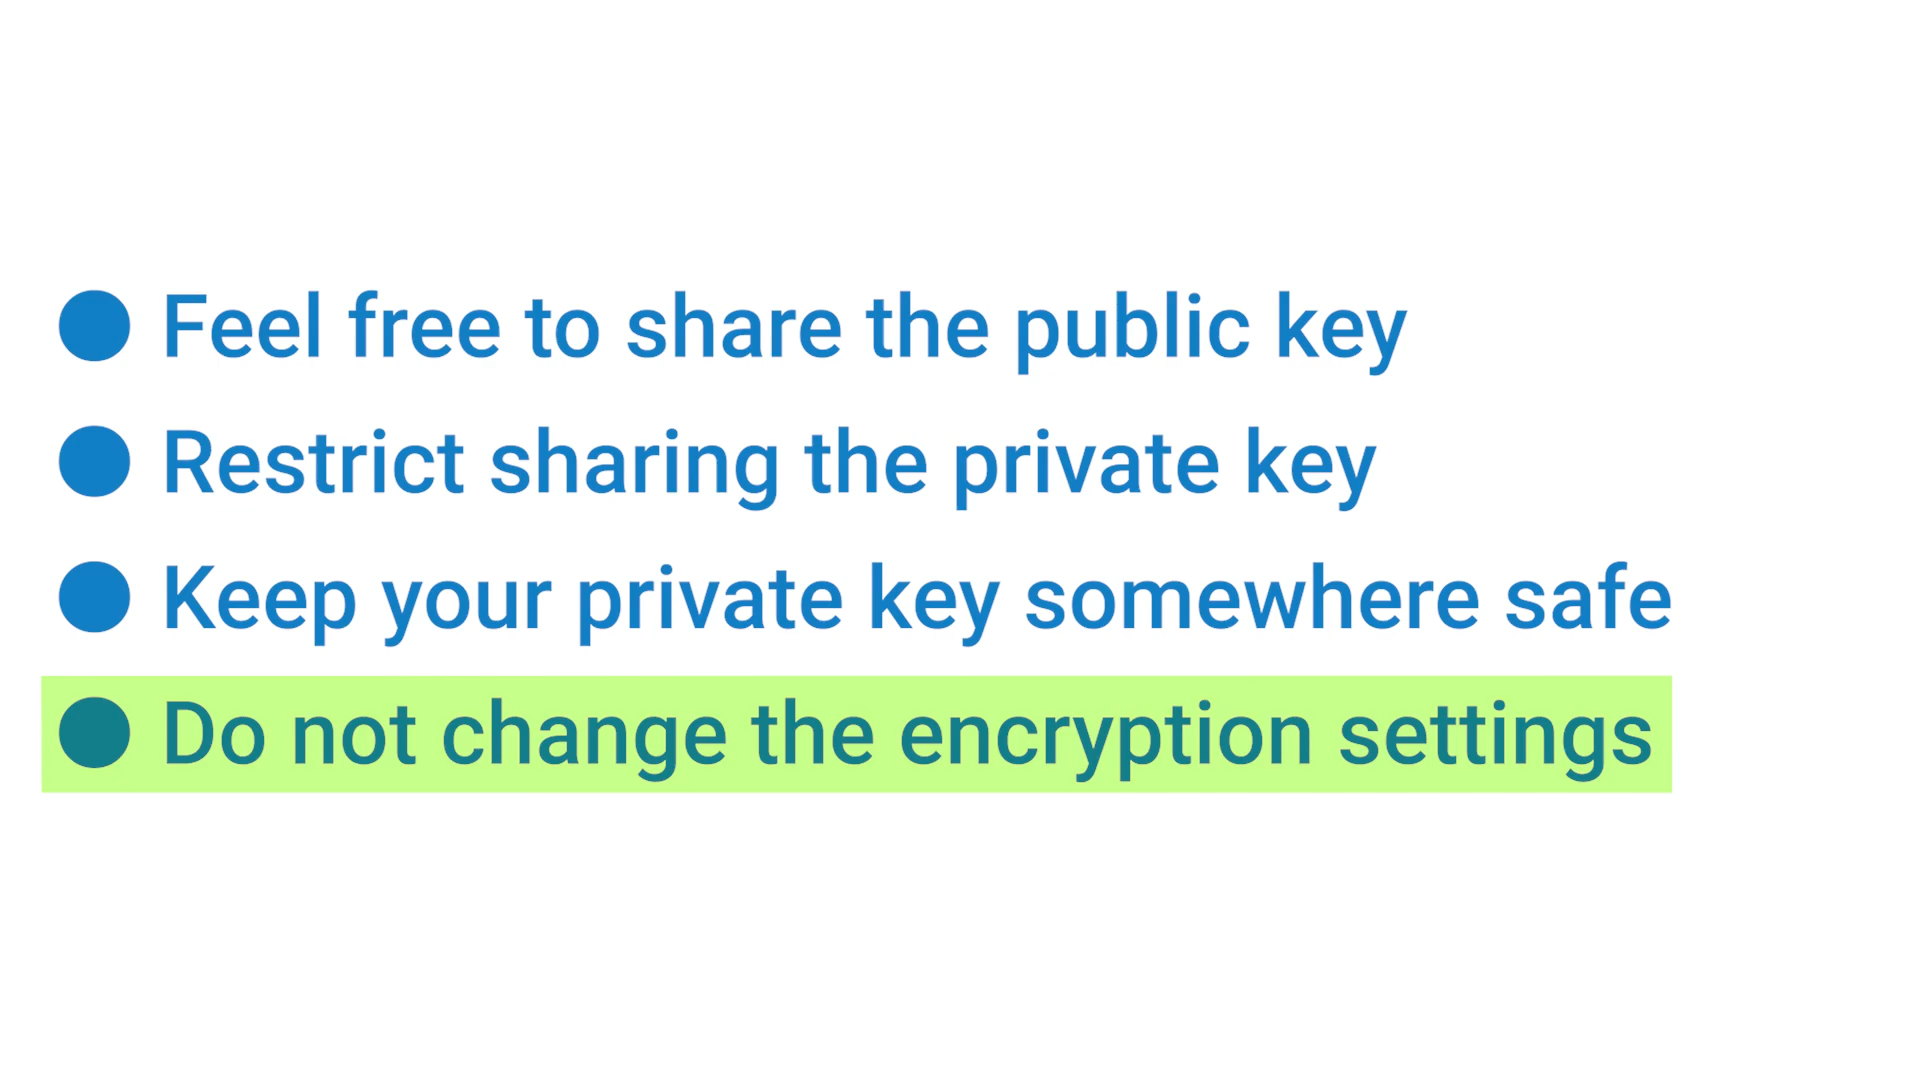 Feel free to share the public key
Restrict sharing the private key
Keep your private key somewhere safe
Do not change the encryption settings